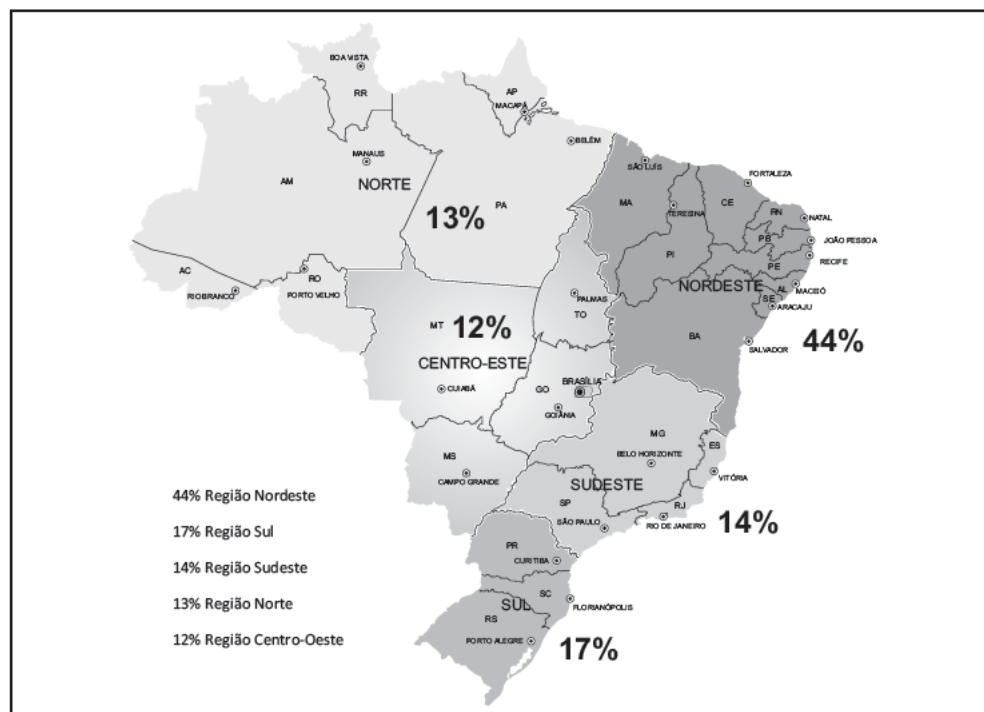 BOA VISTA
RR
AP
MACAPÁ
BELÉM
MANAUS
AM
NORTE
PA
13%
SÃO LUÍS
FORTALEZA
MA
TERESINA
CE
RN
NATAL
PB
JOÃO PESSOA
PI
PE
RECIFE
AC
RO
RIO BRANCO
PORTO VELHO
NORDESTE
AL
MACEIÓ
SE
ARACAJU
PALMAS
TO
MT
12%
BA
SALVADOR
44%
CENTRO-ESTE
CUIABÁ
GO
BRASÍLIA
GOIÂNIA
MG
BELO HORIZONTE
ES
VITÓRIA
MS
CAMPO GRANDE
SUDESTE
SP
SÃO PAULO
RJ
RIO DE JANEIRO
14%
PR
CURITIBA
SC
FLORIANÓPOLIS
SUL
RS
PORTO ALEGRE
17%
44% Região Nordeste
17% Região Sul
14% Região Sudeste
13% Região Norte
12% Região Centro-Oeste